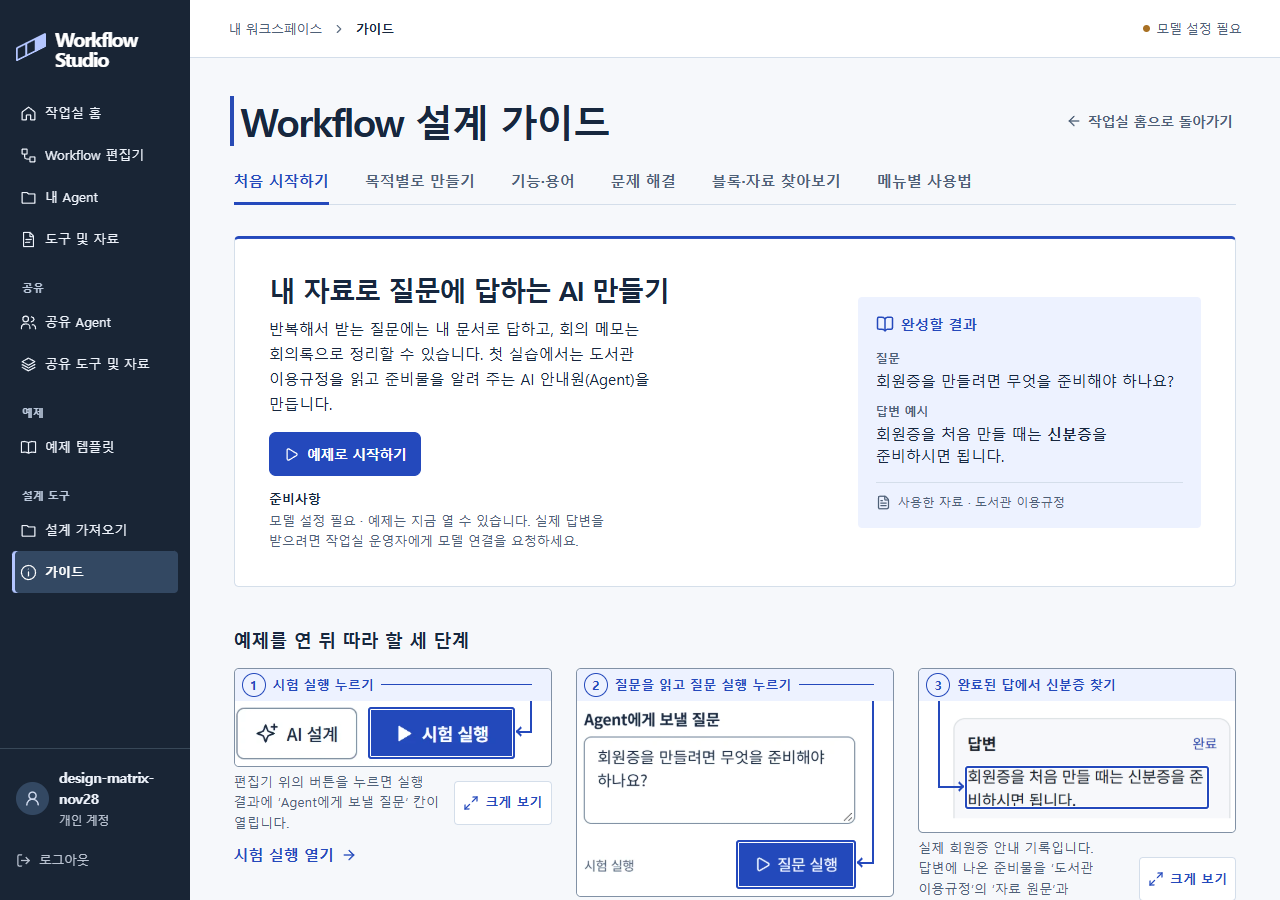 Workflow
Studio
작업실 홈
Workflow 편집기
내 Agent
도구 및 자료
공유
공유 Agent
공유 도구 및 자료
예제
예제 템플릿
설계 도구
설계 가져오기
가이드
design-matrix-
nov28
개인 계정
로그아웃
내 워크스페이스 > 가이드
모델 설정 필요
Workflow 설계 가이드
← 작업실 홈으로 돌아가기
처음 시작하기 목적별로 만들기 기능·용어 문제 해결 블록·자료 찾아보기 메뉴별 사용법
내 자료로 질문에 답하는 AI 만들기
반복해서 받는 질문에는 내 문서로 답하고, 회의 메모는
회의록으로 정리할 수 있습니다. 첫 실습에서는 도서관
이용규정을 읽고 준비물을 알려 주는 AI 안내원(Agent)을
만듭니다.
예제로 시작하기
준비사항
모델 설정 필요 · 예제는 지금 열 수 있습니다. 실제 답변을
받으려면 작업실 운영자에게 모델 연결을 요청하세요.
완성할 결과
질문
회원증을 만들려면 무엇을 준비해야 하나요?
답변 예시
회원증을 처음 만들 때는 신분증을
준비하시면 됩니다.
사용한 자료 · 도서관 이용규정
예제를 연 뒤 따라 할 세 단계
1 시험 실행 누르기
AI 설계
시험 실행
편집기 위의 버튼을 누르면 실행
결과에 ‘Agent에게 보낼 질문’ 칸이
열립니다.
크게 보기
시험 실행 열기 →
2 질문을 읽고 질문 실행 누르기
Agent에게 보낼 질문
회원증을 만들려면 무엇을 준비해야
하나요?
시험 실행
질문 실행
3 완료된 답에서 신분증 찾기
답변
완료
회원증을 처음 만들 때는 신분증을 준
비하시면 됩니다.
실제 회원증 안내 기록입니다.
답변에 나온 준비물을 ‘도서관
이용규정’의 ‘자료 원문’과
크게 보기